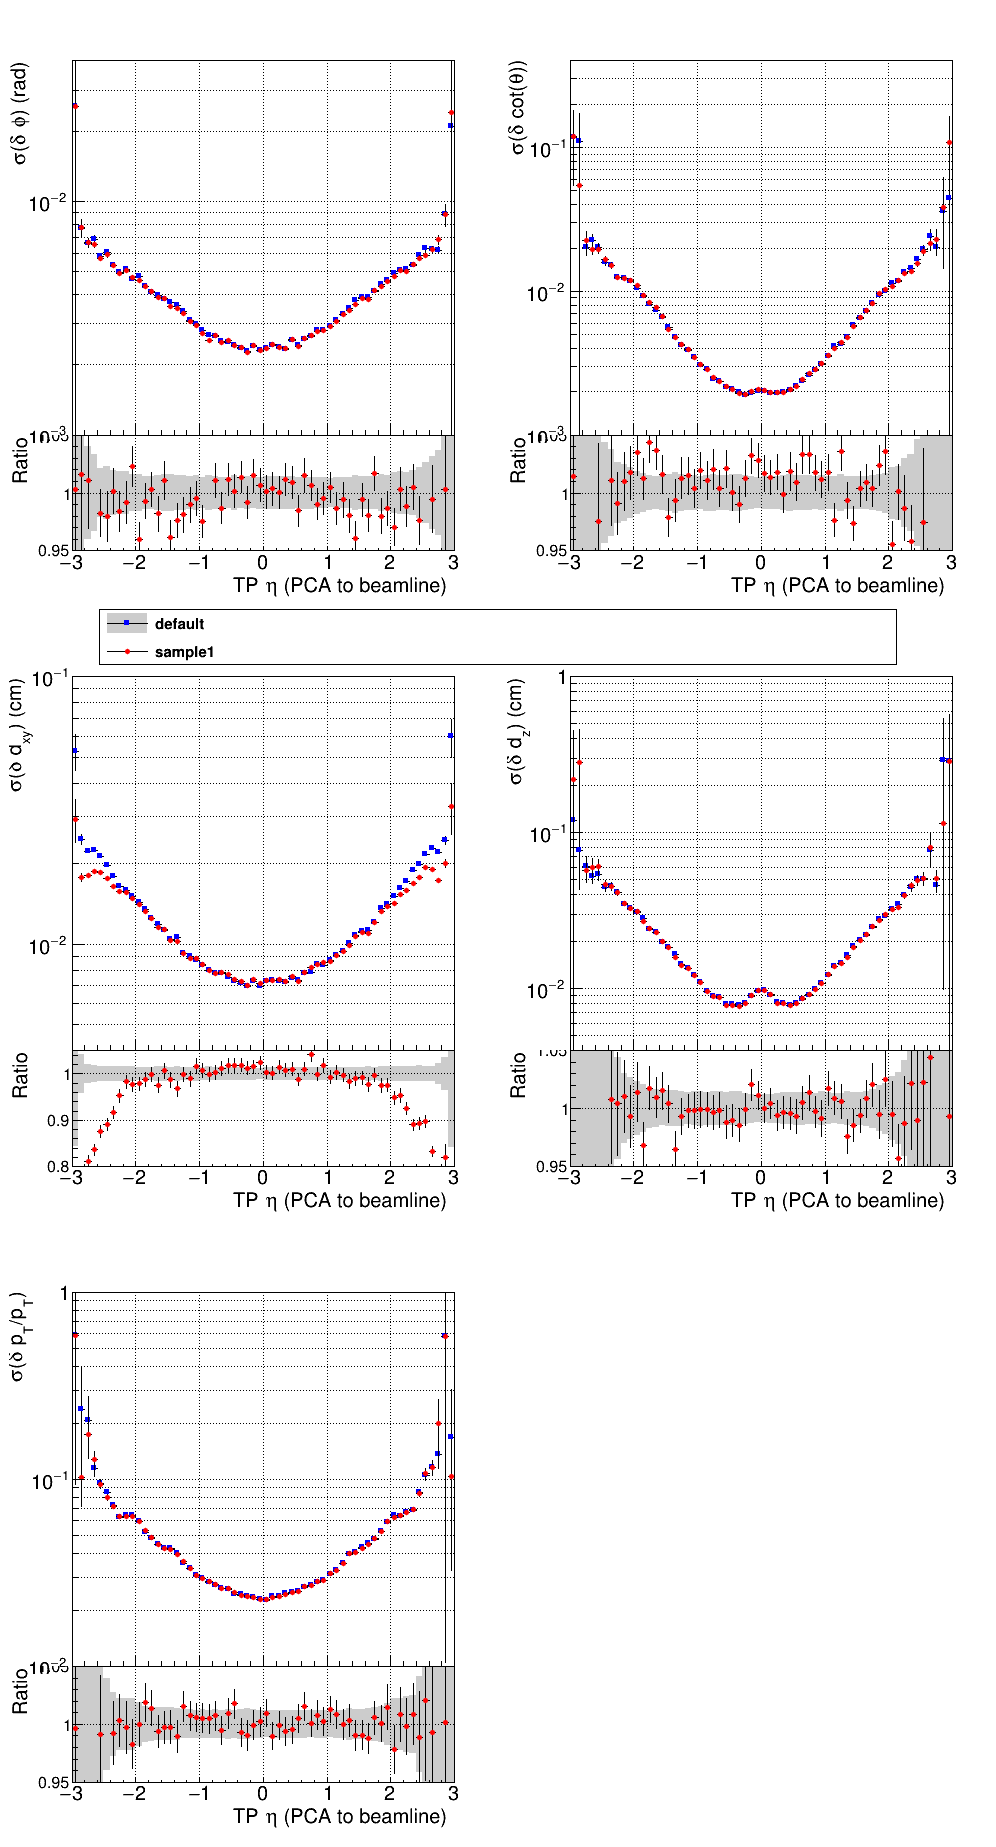 σ(δ φ) (rad)
10⁻²
10⁻³
Ratio
1
0.95
−3 −2 −1 0 1 2 3
TP η (PCA to beamline)
σ(δ cot(θ))
10⁻¹
10⁻²
10⁻³
Ratio
1
0.95
−3 −2 −1 0 1 2 3
TP η (PCA to beamline)
default
sample1
σ(δ d_xy) (cm)
10⁻¹
10⁻²
Ratio
1
0.9
0.8
−3 −2 −1 0 1 2 3
TP η (PCA to beamline)
σ(δ d_z) (cm)
1
10⁻¹
10⁻²
1.05
Ratio
1
0.95
−3 −2 −1 0 1 2 3
TP η (PCA to beamline)
σ(δ p_T/p_T)
1
10⁻¹
10⁻²
Ratio
1
0.95
−3 −2 −1 0 1 2 3
TP η (PCA to beamline)